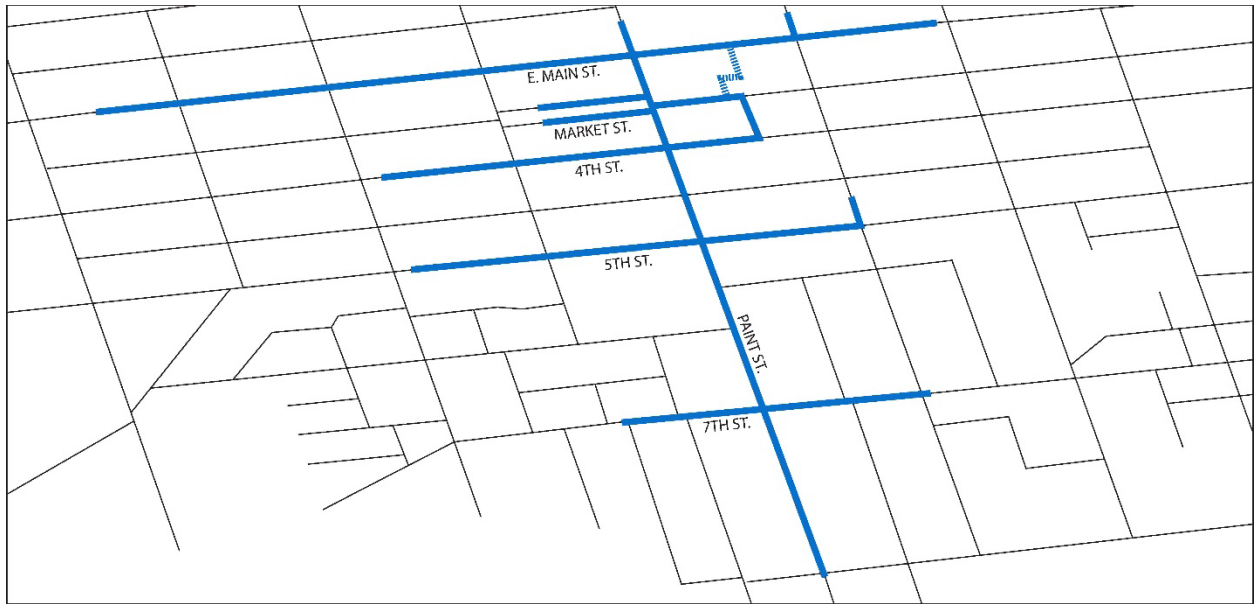 E. MAIN ST.
MARKET ST.
4TH ST.
5TH ST.
PAINT ST.
7TH ST.